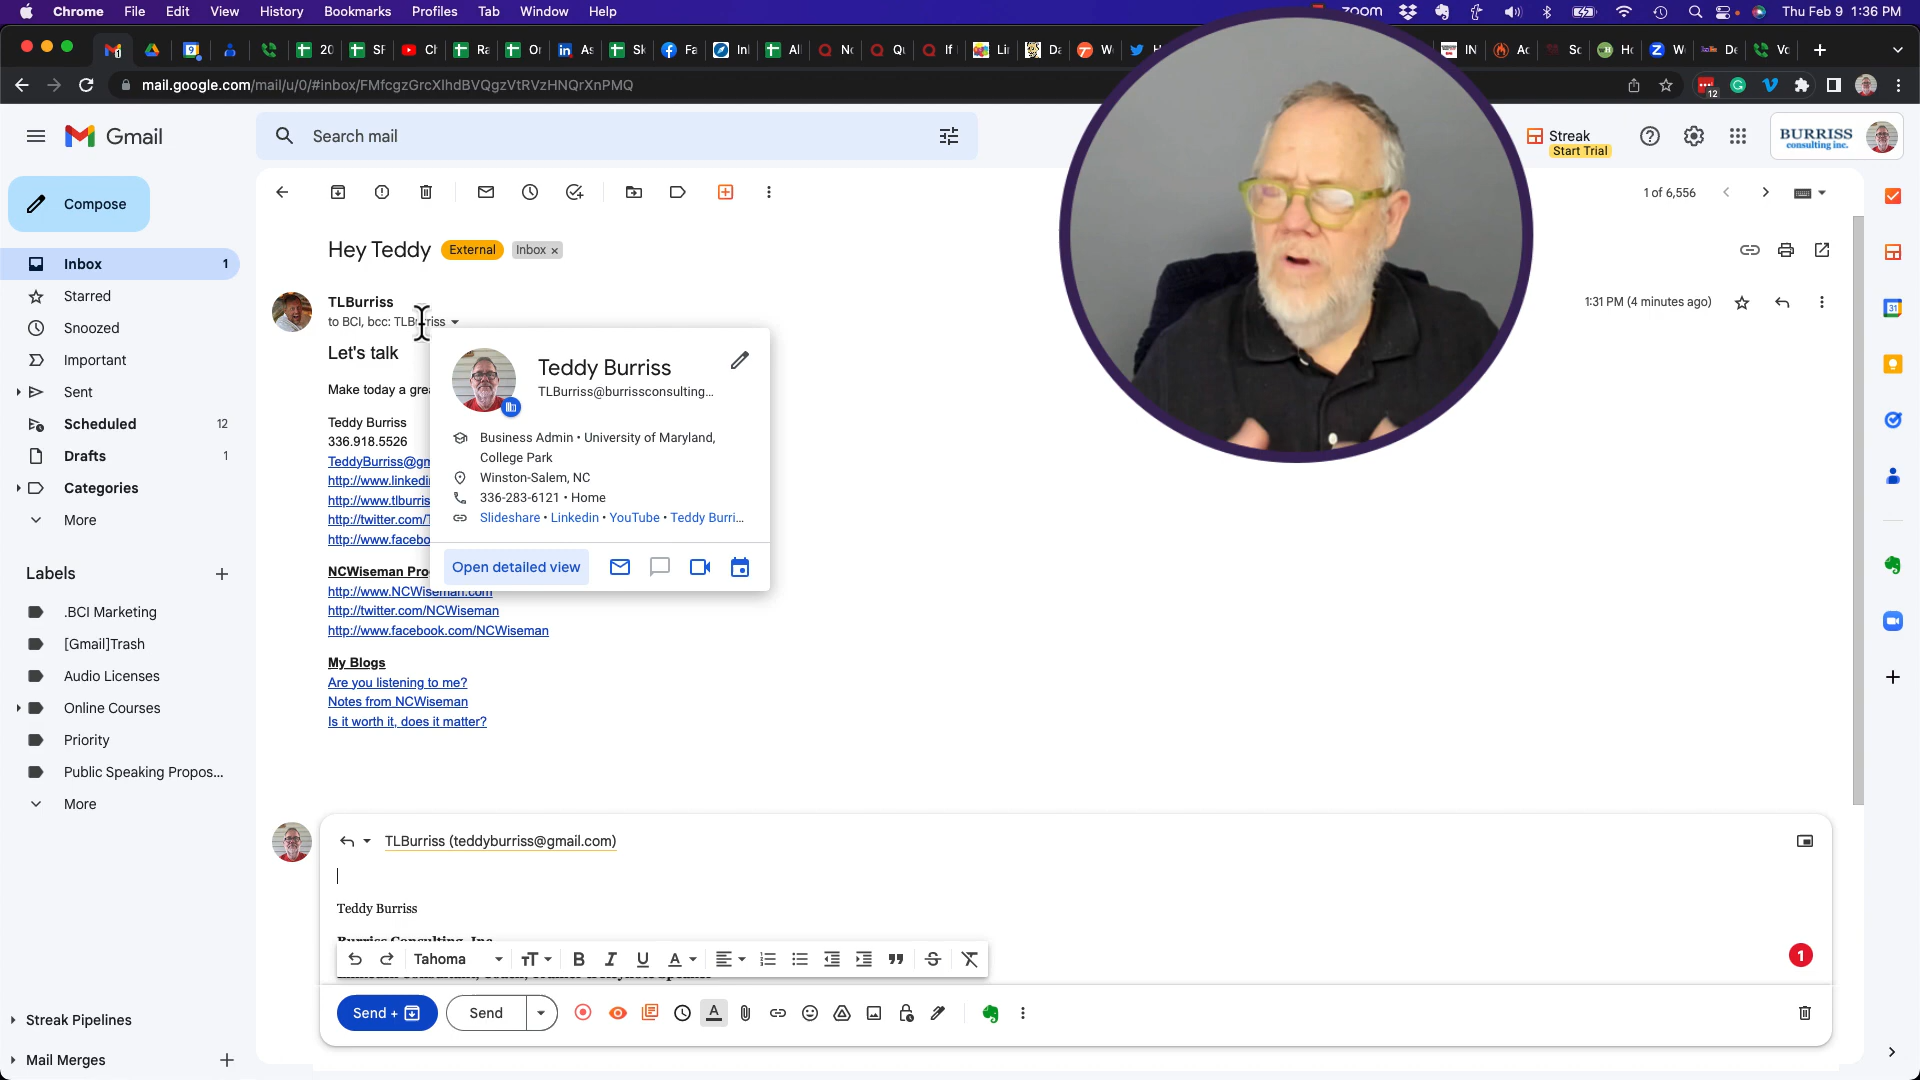 Chrome File Edit View History Bookmarks Profiles Tab Window Help
zoom
Thu Feb 9 1:36 PM
mail.google.com/mail/u/0/#inbox/FMfcgzGrcXlhdBVQgzVtRVzHNQrXnPMQ
12
Gmail
Search mail
Streak
Start Trial
BURRISS
consulting inc.
Compose
1 of 6,556
Hey Teddy External Inbox ×
Inbox 1
Starred
Snoozed
Important
Sent
Scheduled 12
Drafts 1
Categories
More
Labels
.BCI Marketing
[Gmail]Trash
Audio Licenses
Online Courses
Priority
Public Speaking Propos...
More
Streak Pipelines
Mail Merges
TLBurriss
1:31 PM (4 minutes ago)
to BCI, bcc: TLBurriss
Let's talk
Make today a grea
Teddy Burriss
336.918.5526
TeddyBurriss@gm
http://www.linkedi
http://www.tlburris
http://twitter.com/T
http://www.facebo
NCWiseman Pro
http://www.NCWiseman.com
http://twitter.com/NCWiseman
http://www.facebook.com/NCWiseman
My Blogs
Are you listening to me?
Notes from NCWiseman
Is it worth it, does it matter?
Teddy Burriss
TLBurriss@burrissconsulting...
Business Admin • University of Maryland,
College Park
Winston-Salem, NC
336-283-6121 • Home
Slideshare • Linkedin • YouTube • Teddy Burri...
Open detailed view
TLBurriss (teddyburriss@gmail.com)
Teddy Burriss
Burriss Consulting, Inc
Tahoma
1
Send +
Send